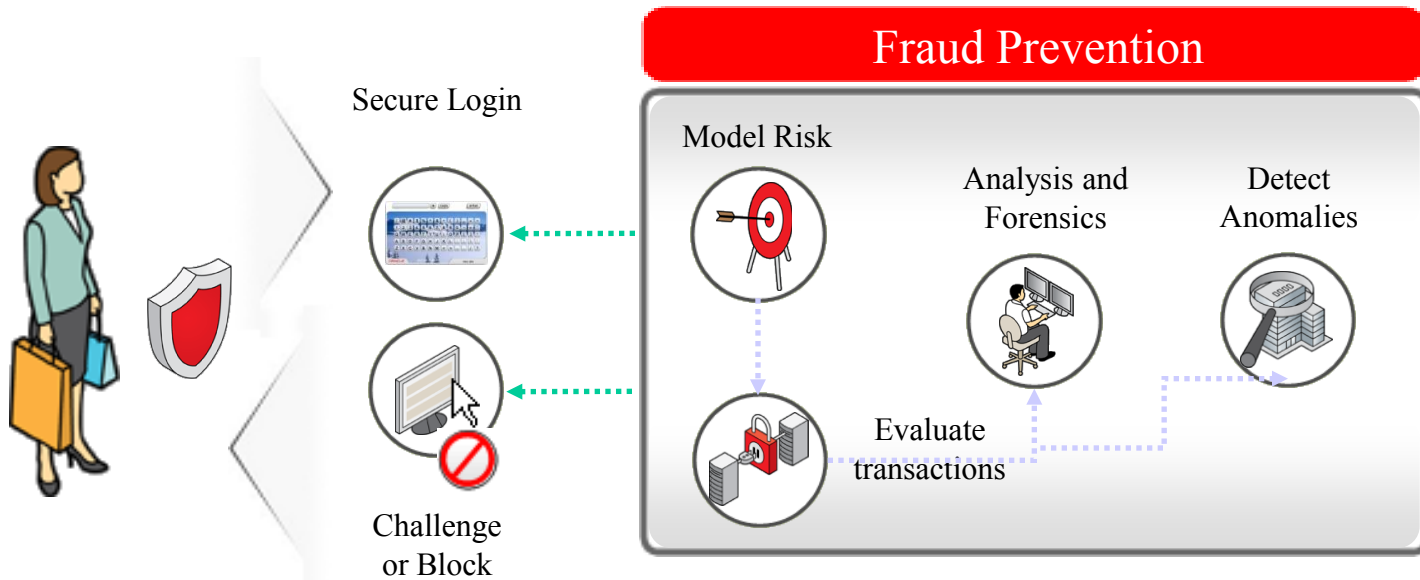 Fraud Prevention
Secure Login
Model Risk
Analysis and
Forensics
Detect
Anomalies
Evaluate
transactions
Challenge
or Block